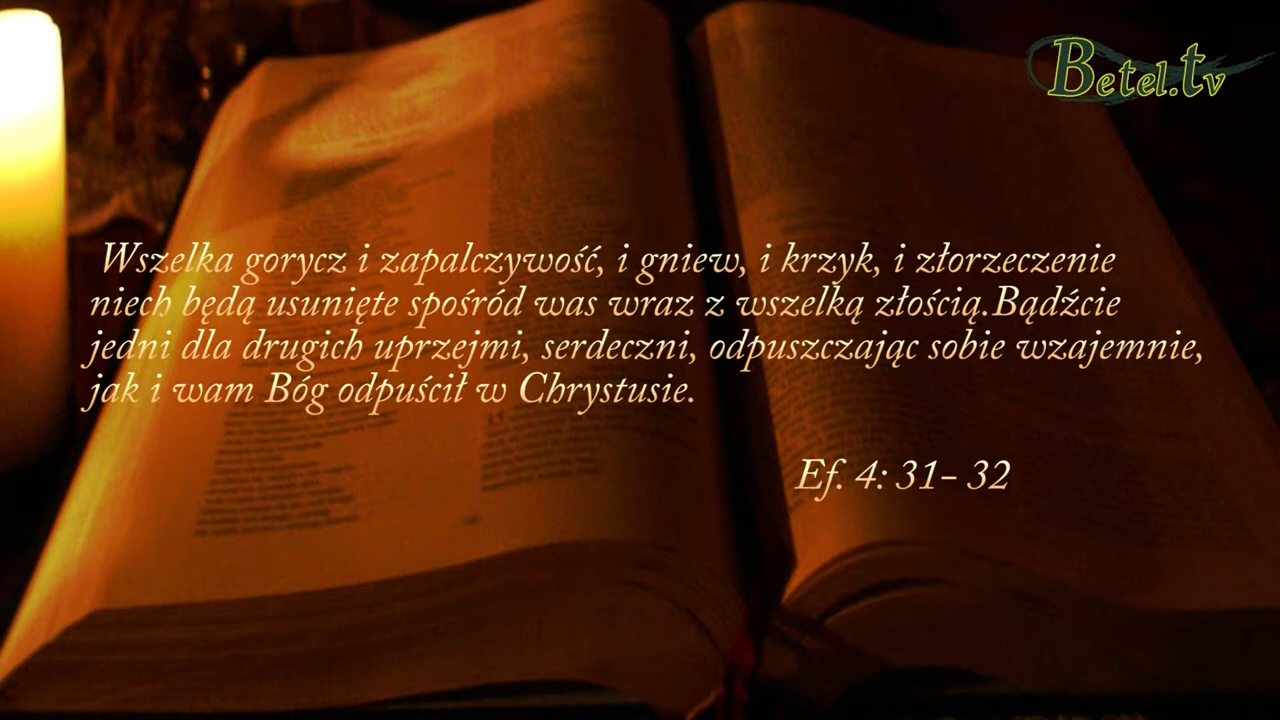 Betel.tv
Wszelka gorycz i zapalczywość, i gniew, i krzyk, i złorzeczenie
niech będą usunięte spośród was wraz z wszelką złością.Bądźcie
jedni dla drugich uprzejmi, serdeczni, odpuszczając sobie wzajemnie,
jak i wam Bóg odpuścił w Chrystusie.
Ef. 4: 31- 32